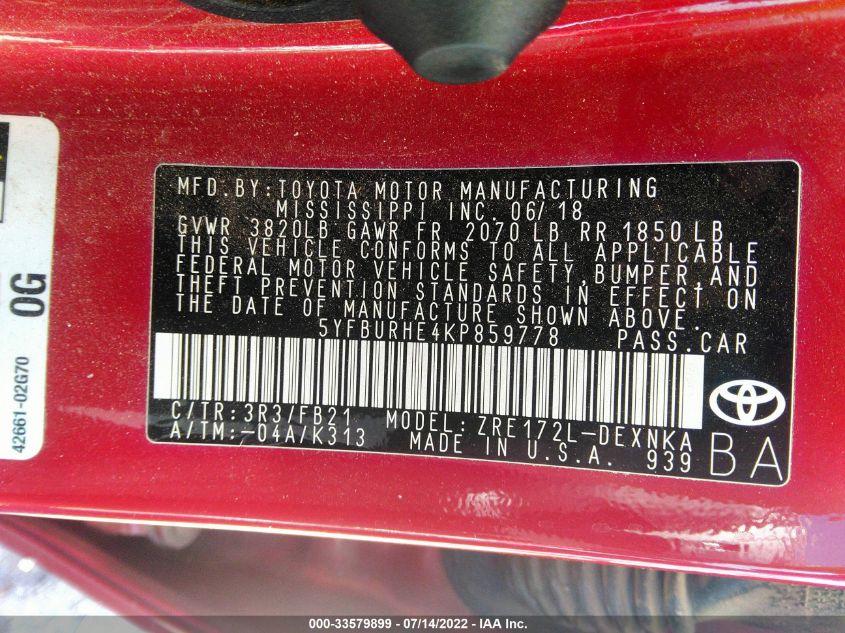 MFD.BY:TOYOTA MOTOR MANUFACTURING
MISSISSIPPI INC. 06/18
GVWR 3820LB GAWR FR 2070 LB RR 1850 LB
THIS VEHICLE CONFORMS TO ALL APPLICABLE
FEDERAL MOTOR VEHICLE SAFETY,BUMPER,AND
THEFT PREVENTION STANDARDS IN EFFECT ON
THE DATE OF MANUFACTURE SHOWN ABOVE.
5YFBURHE4KP859778 PASS.CAR
C/TR:3R3/FB21 MODEL:ZRE172L-DEXNKA
A/TM:-04A/K313 MADE IN U.S.A. 939
BA
0G
42661-02G70
000-33579899 - 07/14/2022 - ZRE Inc.